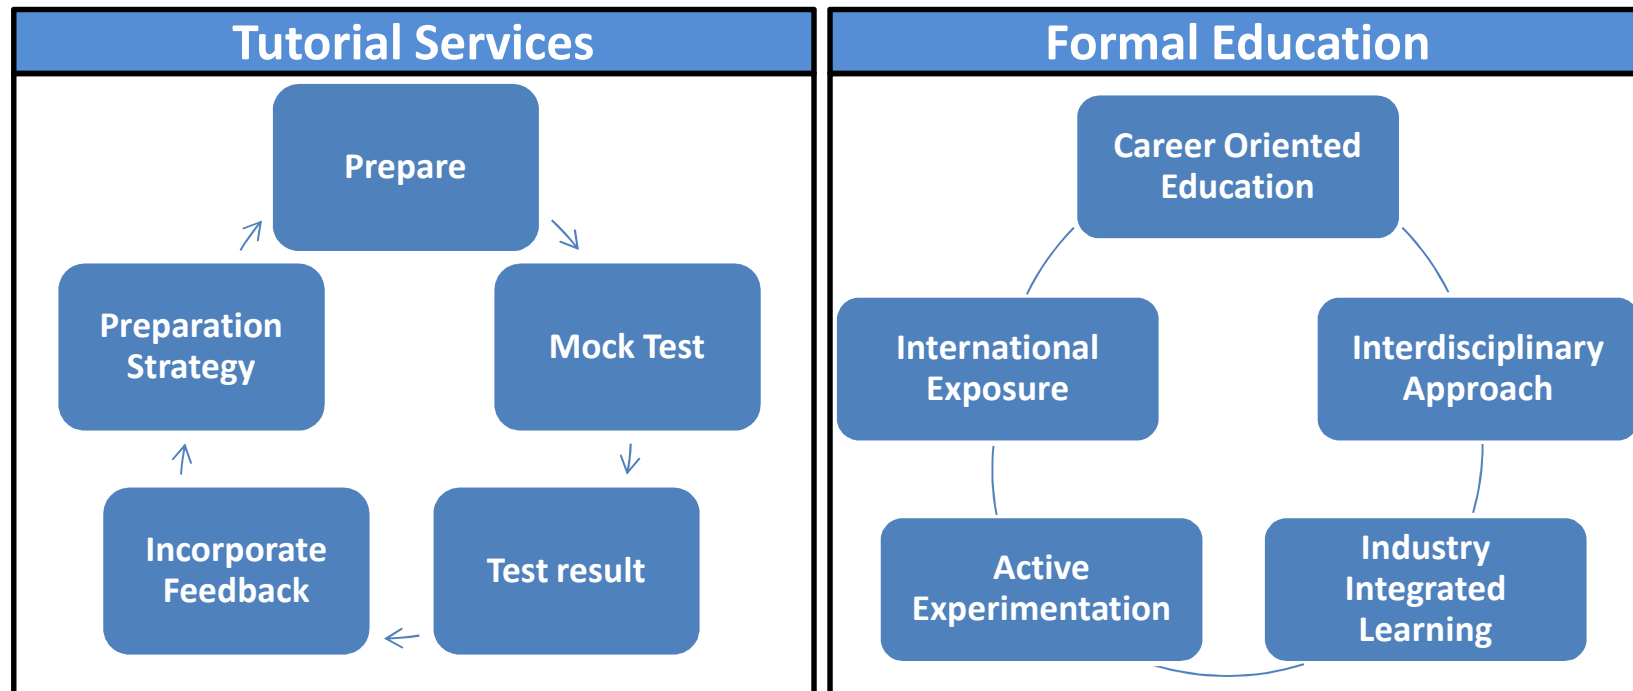 Tutorial Services
Prepare
Mock Test
Test result
Incorporate
Feedback
Preparation
Strategy
Formal Education
Career Oriented
Education
Interdisciplinary
Approach
Industry
Integrated
Learning
Active
Experimentation
International
Exposure